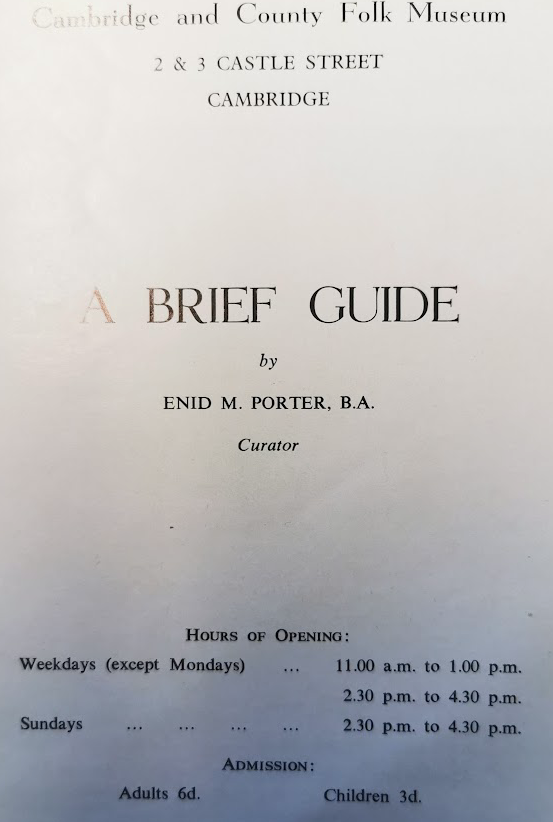 Cambridge and County Folk Museum
2 & 3 CASTLE STREET
CAMBRIDGE
A BRIEF GUIDE
by
ENID M. PORTER, B.A.
Curator
HOURS OF OPENING:
Weekdays (except Mondays) ... 11.00 a.m. to 1.00 p.m.
2.30 p.m. to 4.30 p.m.
Sundays ... ... ... ... 2.30 p.m. to 4.30 p.m.
ADMISSION:
Adults 6d. Children 3d.